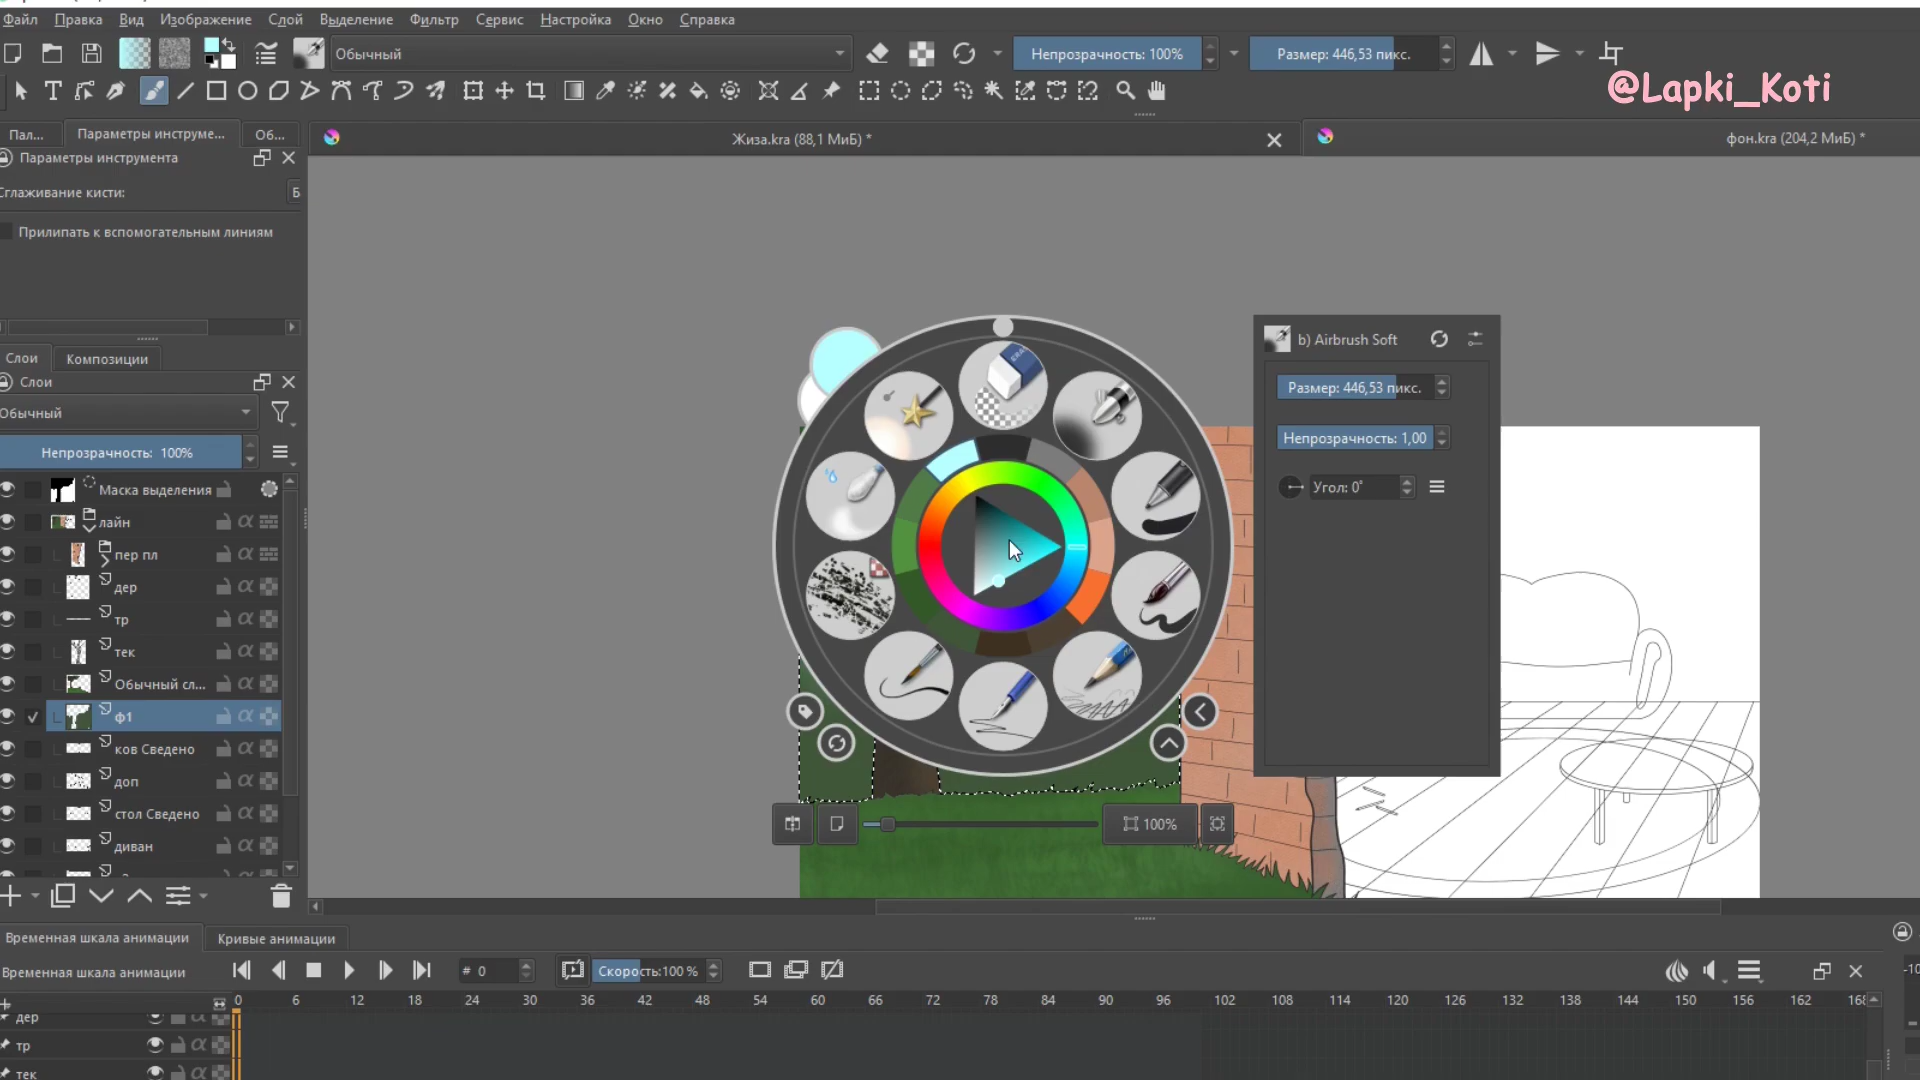 Файл Правка Вид Изображение Слой Выделение Фильтр Сервис Настройка Окно Справка
Обычный
Непрозрачность: 100%
Размер: 446,53 пикс.
@Lapki_Koti
Пал...
Параметры инструме...
Об...
Жиза.kra (88,1 МиБ) *
фон.kra (204,2 МиБ) *
Параметры инструмента
Сглаживание кисти:
Б
Прилипать к вспомогательным линиям
Слои
Композиции
Слои
Обычный
Непрозрачность: 100%
Маска выделения
лайн
пер пл
дер
тр
тек
Обычный сл...
ф1
ков Сведено
доп
стол Сведено
диван
b) Airbrush Soft
Размер: 446,53 пикс.
Непрозрачность: 1,00
Угол: 0°
100%
Временная шкала анимации
Кривые анимации
Временная шкала анимации
# 0
Скорость:100 %
0 6 12 18 24 30 36 42 48 54 60 66 72 78 84 90 96 102 108 114 120 126 132 138 144 150 156 162 168
дер
тр
тек